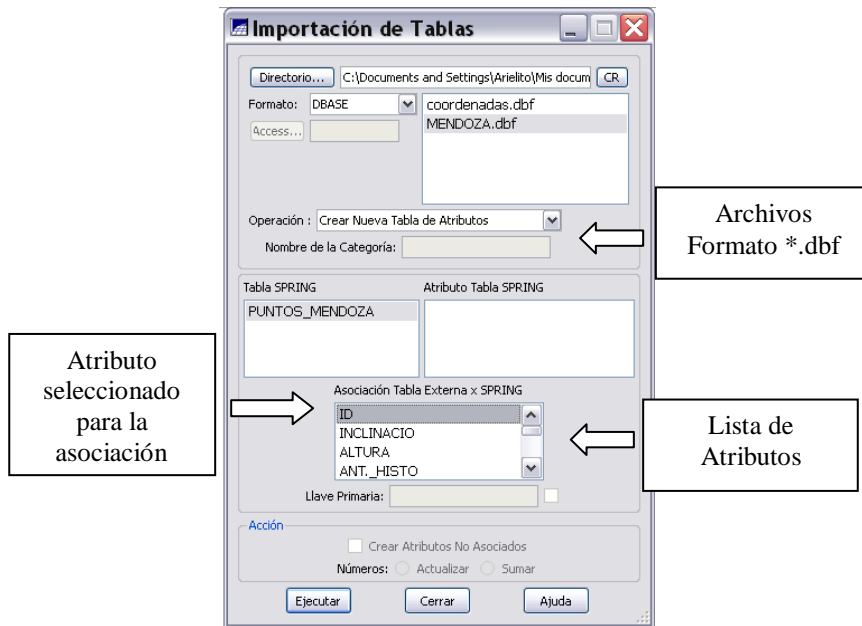 Importación de Tablas
Directorio... C:\Documents and Settings\Arielito\Mis docum CR
Formato: DBASE
coordenadas.dbf
MENDOZA.dbf
Access...
Operación : Crear Nueva Tabla de Atributos
Nombre de la Categoría:
Archivos
Formato *.dbf
Tabla SPRING
Atributo Tabla SPRING
PUNTOS_MENDOZA
Atributo
seleccionado
para la
asociación
Asociación Tabla Externa x SPRING
ID
INCLINACIO
ALTURA
ANT._HISTO
Lista de
Atributos
Llave Primaria:
Acción
Crear Atributos No Asociados
Números: Actualizar Sumar
Ejecutar Cerrar Ajuda